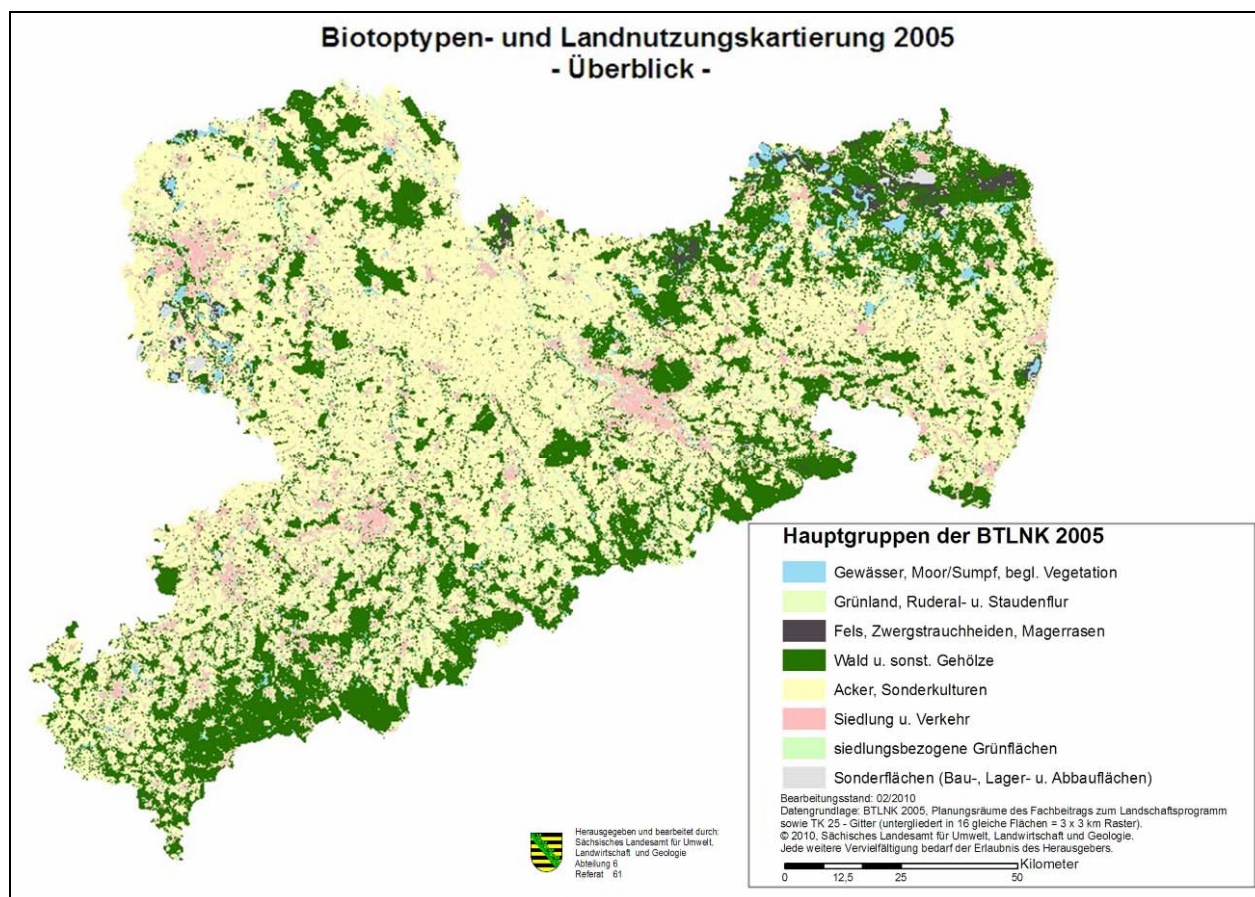 Biotoptypen- und Landnutzungskartierung 2005
- Überblick -
Hauptgruppen der BTLNK 2005
Gewässer, Moor/Sumpf, begl. Vegetation
Grünland, Ruderal- u. Staudenflur
Fels, Zwergstrauchheiden, Magerrasen
Wald u. sonst. Gehölze
Acker, Sonderkulturen
Siedlung u. Verkehr
siedlungsbezogene Grünflächen
Sonderflächen (Bau-, Lager- u. Abbauflächen)
Bearbeitungsstand: 02/2010
Datengrundlage: BTLNK 2005, Planungsräume des Fachbeitrags zum Landschaftsprogramm
sowie TK 25 - Gitter (untergliedert in 16 gleiche Flächen = 3 x 3 km Raster).
© 2010, Sächisches Landesamt für Umwelt, Landwirtschaft und Geologie.
Jede weitere Vervielfältigung bedarf der Erlaubnis des Herausgebers.
Kilometer
0 12,5 25 50
Herausgegeben und bearbeitet durch:
Sächsisches Landesamt für Umwelt,
Landwirtschaft und Geologie
Abteilung 6
Referat 61